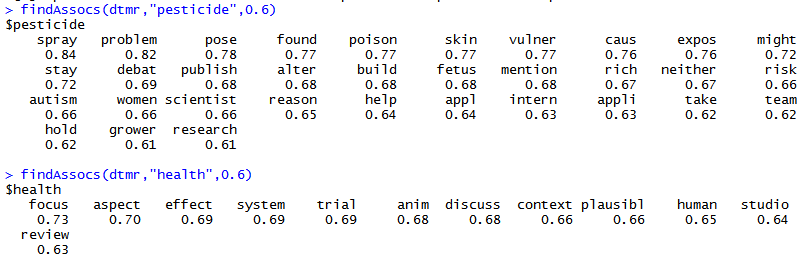 > findAssocs(dtmr,"pesticide",0.6)
$pesticide
spray problem pose found poison skin vulner caus expos might
0.84 0.82 0.78 0.77 0.77 0.77 0.77 0.76 0.76 0.72
stay debat publish alter build fetus mention rich neither risk
0.72 0.69 0.68 0.68 0.68 0.68 0.68 0.67 0.67 0.66
autism women scientist reason help appl intern appli take team
0.66 0.66 0.66 0.65 0.64 0.64 0.63 0.63 0.62 0.62
hold grower research
0.62 0.61 0.61
> findAssocs(dtmr,"health",0.6)
$health
focus aspect effect system trial anim discuss context plausibl human studio
0.73 0.70 0.69 0.69 0.69 0.68 0.68 0.66 0.66 0.65 0.64
review
0.63